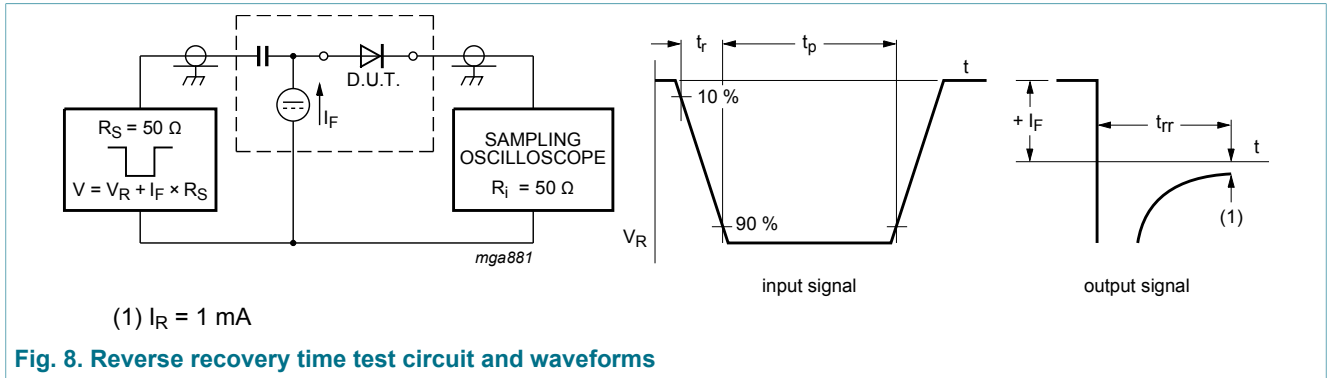 D.U.T.
I_F
R_S = 50 Ω
V = V_R + I_F × R_S
SAMPLING
OSCILLOSCOPE
R_i = 50 Ω
mga881
t_r
t_p
t
10 %
90 %
V_R
input signal
+ I_F
t_rr
t
(1)
output signal
(1) I_R = 1 mA
Fig. 8. Reverse recovery time test circuit and waveforms